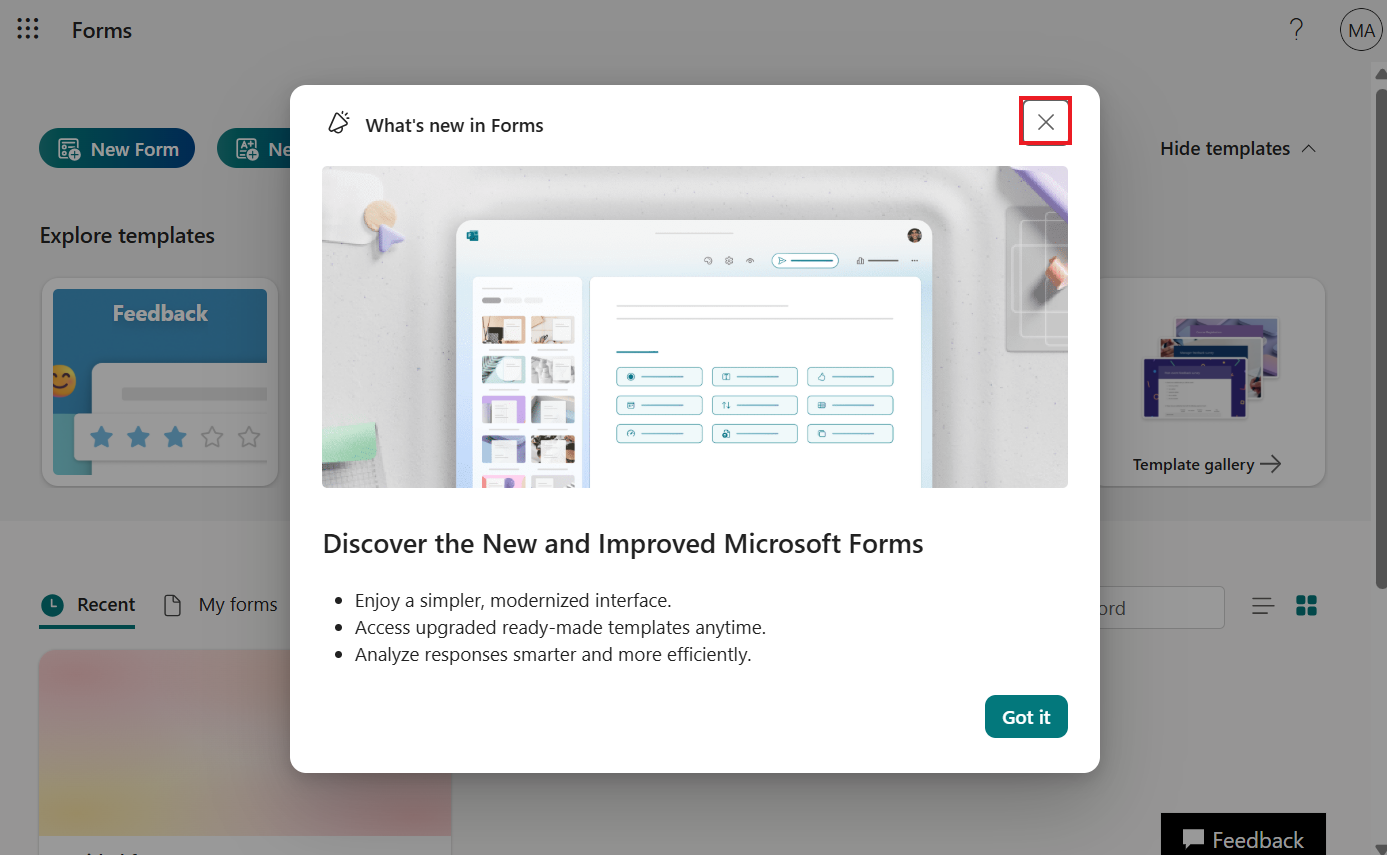 Forms
?
MA
What's new in Forms
New Form
Ne
Hide templates
Explore templates
Feedback
Template gallery
Discover the New and Improved Microsoft Forms
Recent
My forms
ord
• Enjoy a simpler, modernized interface.
• Access upgraded ready-made templates anytime.
• Analyze responses smarter and more efficiently.
Got it
Feedback